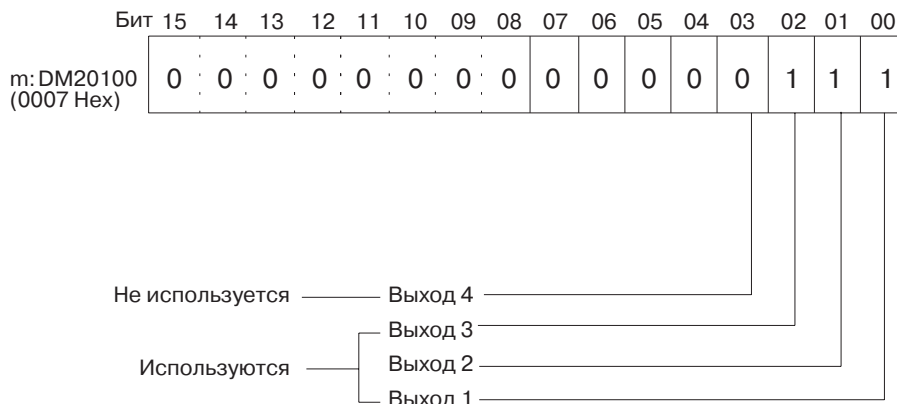 Бит 15 14 13 12 11 10 09 08 07 06 05 04 03 02 01 00
m: DM20100 0 0 0 0 0 0 0 0 0 0 0 0 0 1 1 1
(0007 Hex)
Не используется Выход 4
Выход 3
Используются Выход 2
Выход 1